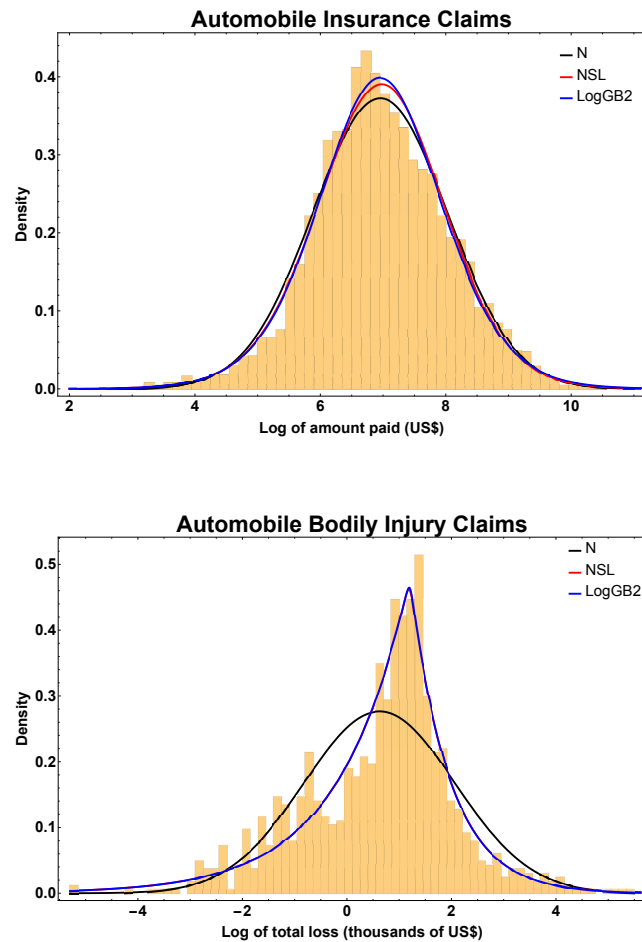 Automobile Insurance Claims
N
NSL
LogGB2
0.4
0.3
0.2
0.1
0.0
Density
2 4 6 8 10
Log of amount paid (US$)
Automobile Bodily Injury Claims
N
NSL
LogGB2
0.5
0.4
0.3
0.2
0.1
0.0
Density
−4 −2 0 2 4
Log of total loss (thousands of US$)